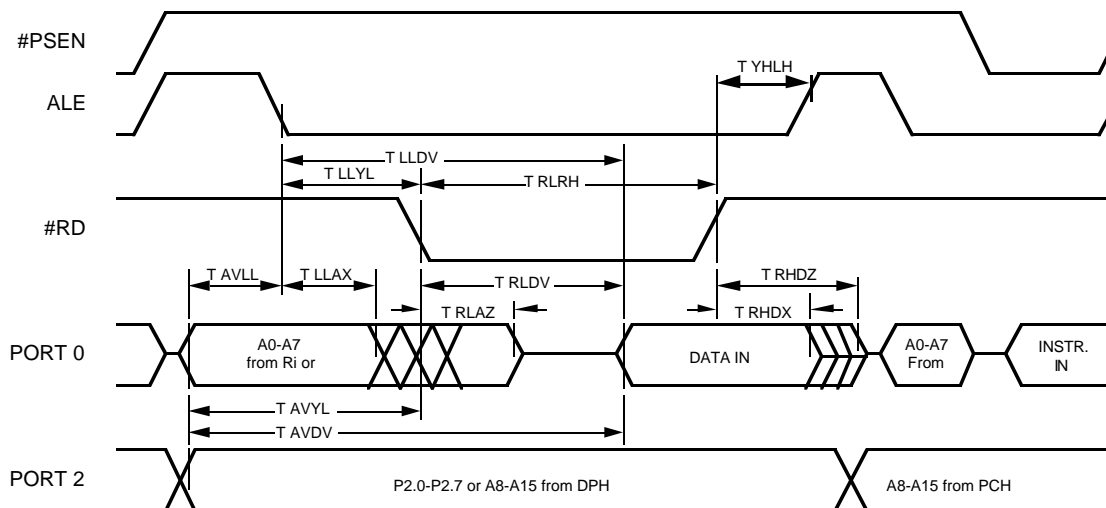 #PSEN
T YHLH
ALE
T LLDV
T LLYL
T RLRH
#RD
T AVLL
T LLAX
T RLDV
T RHDZ
T RLAZ
T RHDX
PORT 0
A0-A7
from Ri or
DATA IN
A0-A7
From
INSTR.
IN
T AVYL
T AVDV
PORT 2
P2.0-P2.7 or A8-A15 from DPH
A8-A15 from PCH